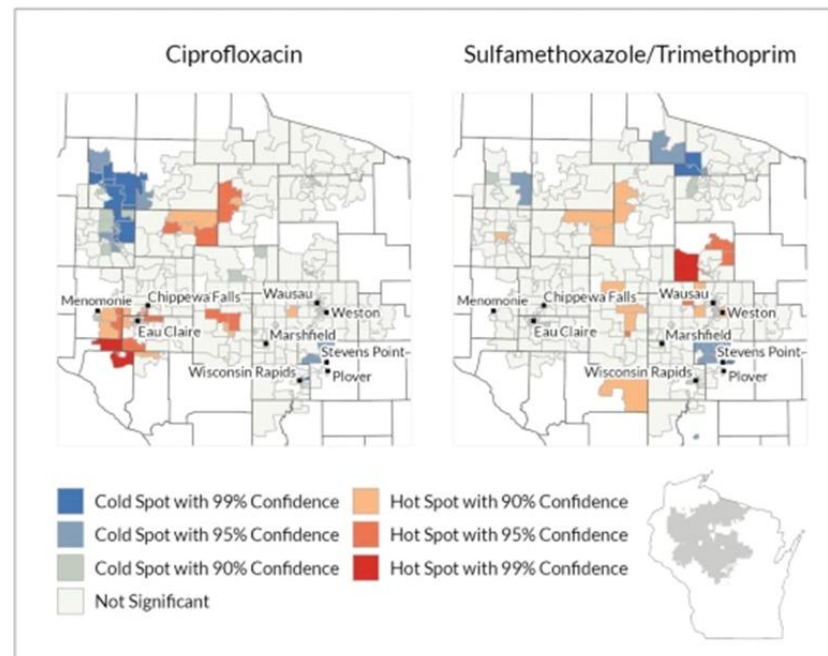 Ciprofloxacin
Sulfamethoxazole/Trimethoprim
Menomonie
Chippewa Falls
Eau Claire
Wausau
Weston
Marshfield
Stevens Point
Wisconsin Rapids
Plover
Menomonie
Chippewa Falls
Eau Claire
Wausau
Weston
Marshfield
Stevens Point
Wisconsin Rapids
Plover
Cold Spot with 99% Confidence
Cold Spot with 95% Confidence
Cold Spot with 90% Confidence
Not Significant
Hot Spot with 90% Confidence
Hot Spot with 95% Confidence
Hot Spot with 99% Confidence